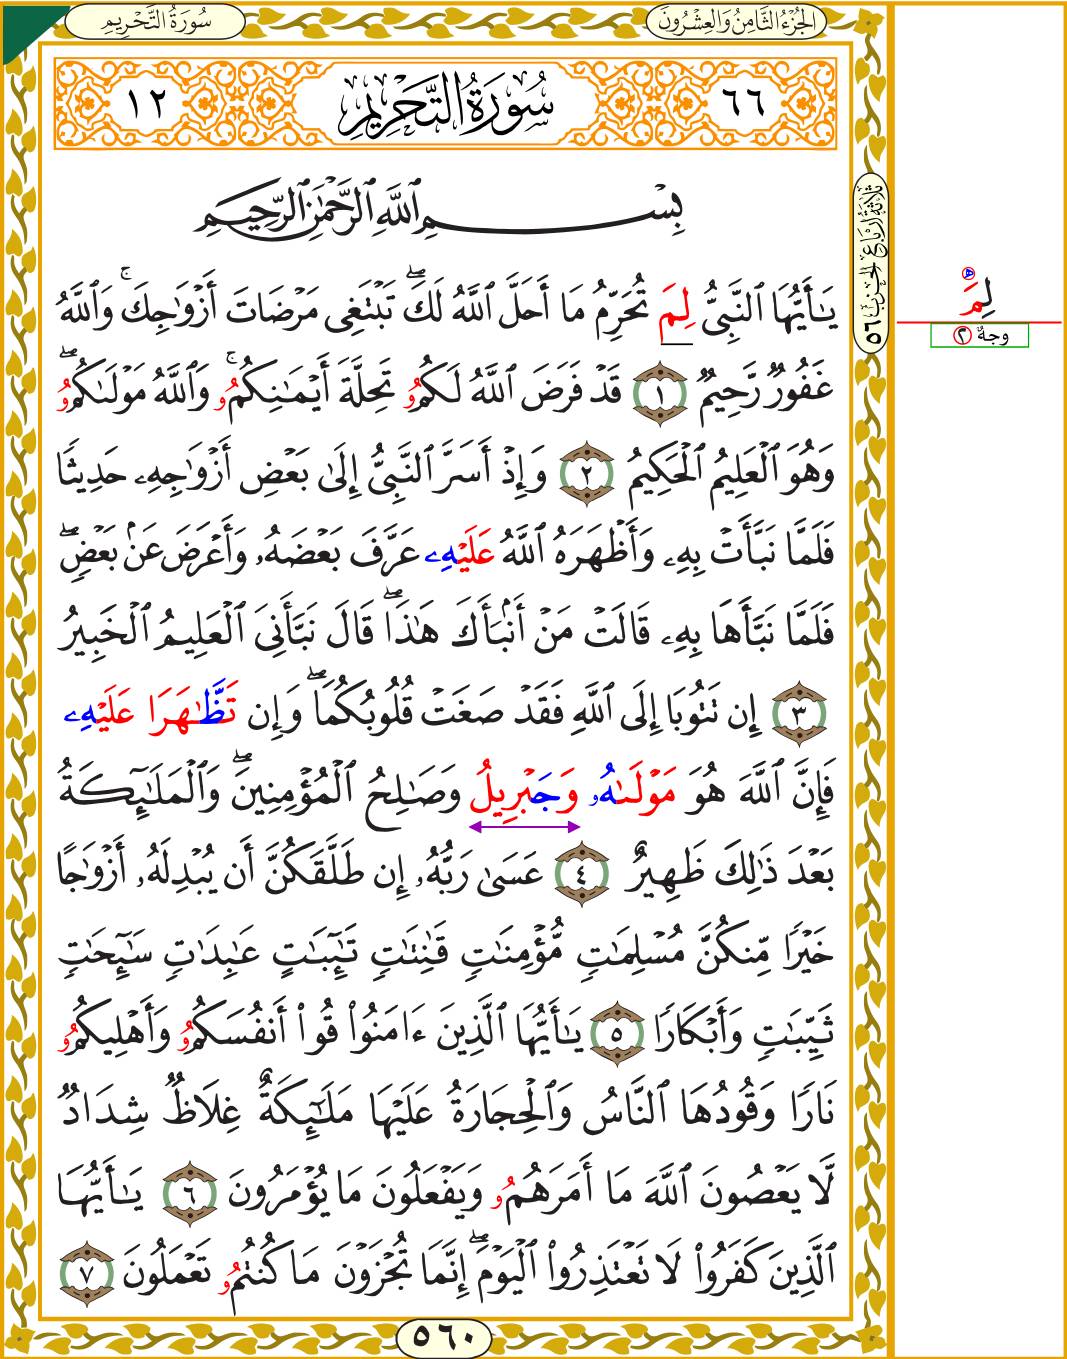 سُورَةُ التَّحْرِيمِ
الجُزْءُ الثَّامِنُ وَالعِشْرُونَ
٦٦
سُورَةُ التَّحْرِيمِ
١٢
بِسْمِ ٱللَّهِ ٱلرَّحْمَٰنِ ٱلرَّحِيمِ
يَٰٓأَيُّهَا ٱلنَّبِيُّ لِمَ تُحَرِّمُ مَا أَحَلَّ ٱللَّهُ لَكَۖ تَبْتَغِى مَرْضَاتَ أَزْوَٰجِكَۚ وَٱللَّهُ
غَفُورٌ رَّحِيمٌ ١ قَدْ فَرَضَ ٱللَّهُ لَكُمُۥ تَحِلَّةَ أَيْمَٰنِكُمُۥۚ وَٱللَّهُ مَوْلَىٰكُمُۥۖ
وَهُوَ ٱلْعَلِيمُ ٱلْحَكِيمُ ٢ وَإِذْ أَسَرَّ ٱلنَّبِيُّ إِلَىٰ بَعْضِ أَزْوَٰجِهِۦ حَدِيثًا
فَلَمَّا نَبَّأَتْ بِهِۦ وَأَظْهَرَهُ ٱللَّهُ عَلَيْهِۦ عَرَّفَ بَعْضَهُۥ وَأَعْرَضَ عَنۢ بَعْضٍۖ
فَلَمَّا نَبَّأَهَا بِهِۦ قَالَتْ مَنْ أَنۢبَأَكَ هَٰذَاۖ قَالَ نَبَّأَنِىَ ٱلْعَلِيمُ ٱلْخَبِيرُ
٣ إِن تَتُوبَا إِلَى ٱللَّهِ فَقَدْ صَغَتْ قُلُوبُكُمَاۖ وَإِن تَظَّٰهَرَا عَلَيْهِۦ
فَإِنَّ ٱللَّهَ هُوَ مَوْلَىٰهُۥ وَجَبْرِيلُ وَصَٰلِحُ ٱلْمُؤْمِنِينَۖ وَٱلْمَلَٰٓئِكَةُ
بَعْدَ ذَٰلِكَ ظَهِيرٌ ٤ عَسَىٰ رَبُّهُۥ إِن طَلَّقَكُنَّ أَن يُبْدِلَهُۥ أَزْوَٰجًا
خَيْرًا مِّنكُنَّ مُسْلِمَٰتٍ مُّؤْمِنَٰتٍ قَٰنِتَٰتٍ تَٰٓئِبَٰتٍ عَٰبِدَٰتٍ سَٰٓئِحَٰتٍ
ثَيِّبَٰتٍ وَأَبْكَارًا ٥ يَٰٓأَيُّهَا ٱلَّذِينَ ءَامَنُوا۟ قُوا۟ أَنفُسَكُمُۥ وَأَهْلِيكُمُۥ
نَارًا وَقُودُهَا ٱلنَّاسُ وَٱلْحِجَارَةُ عَلَيْهَا مَلَٰٓئِكَةٌ غِلَاظٌ شِدَادٌ
لَّا يَعْصُونَ ٱللَّهَ مَا أَمَرَهُمُۥ وَيَفْعَلُونَ مَا يُؤْمَرُونَ ٦ يَٰٓأَيُّهَا
ٱلَّذِينَ كَفَرُوا۟ لَا تَعْتَذِرُوا۟ ٱلْيَوْمَۖ إِنَّمَا تُجْزَوْنَ مَا كُنتُمُۥ تَعْمَلُونَ ٧
٥٦٠
ثلاثة أرباع الحزب ٥٦
لِمَ ه
وجهٌ ٢